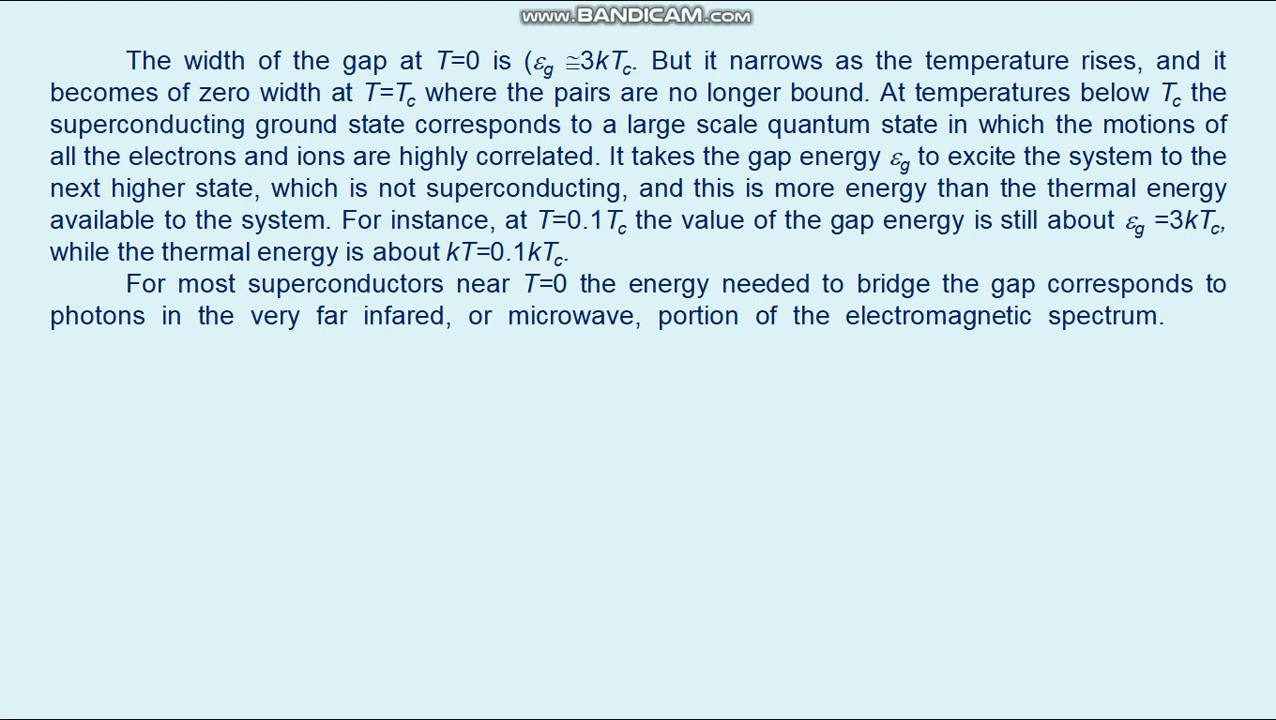 www.BANDICAM.com
The width of the gap at T=0 is (εg ≅3kTc. But it narrows as the temperature rises, and it
becomes of zero width at T=Tc where the pairs are no longer bound. At temperatures below Tc the
superconducting ground state corresponds to a large scale quantum state in which the motions of
all the electrons and ions are highly correlated. It takes the gap energy εg to excite the system to the
next higher state, which is not superconducting, and this is more energy than the thermal energy
available to the system. For instance, at T=0.1Tc the value of the gap energy is still about εg =3kTc,
while the thermal energy is about kT=0.1kTc.
For most superconductors near T=0 the energy needed to bridge the gap corresponds to
photons in the very far infared, or microwave, portion of the electromagnetic spectrum.